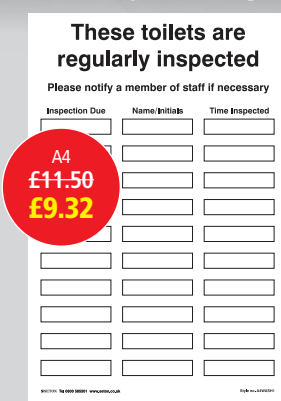 These toilets are
regularly inspected
Please notify a member of staff if necessary
Inspection Due Name/Initials Time Inspected
A4
£11.50
£9.32